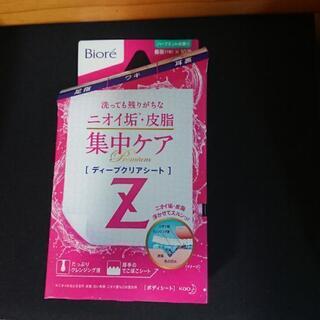 Bioré
足指 ワキ 耳裏
洗っても残りがちな
ニオイ垢・皮脂
集中ケア
Premium
[ディープクリアシート]
Z
ニオイ垢・皮脂
浮かせてスルンッ!
たっぷり
クレンジング液
厚手の
でこぼこシート
[ボディシート]